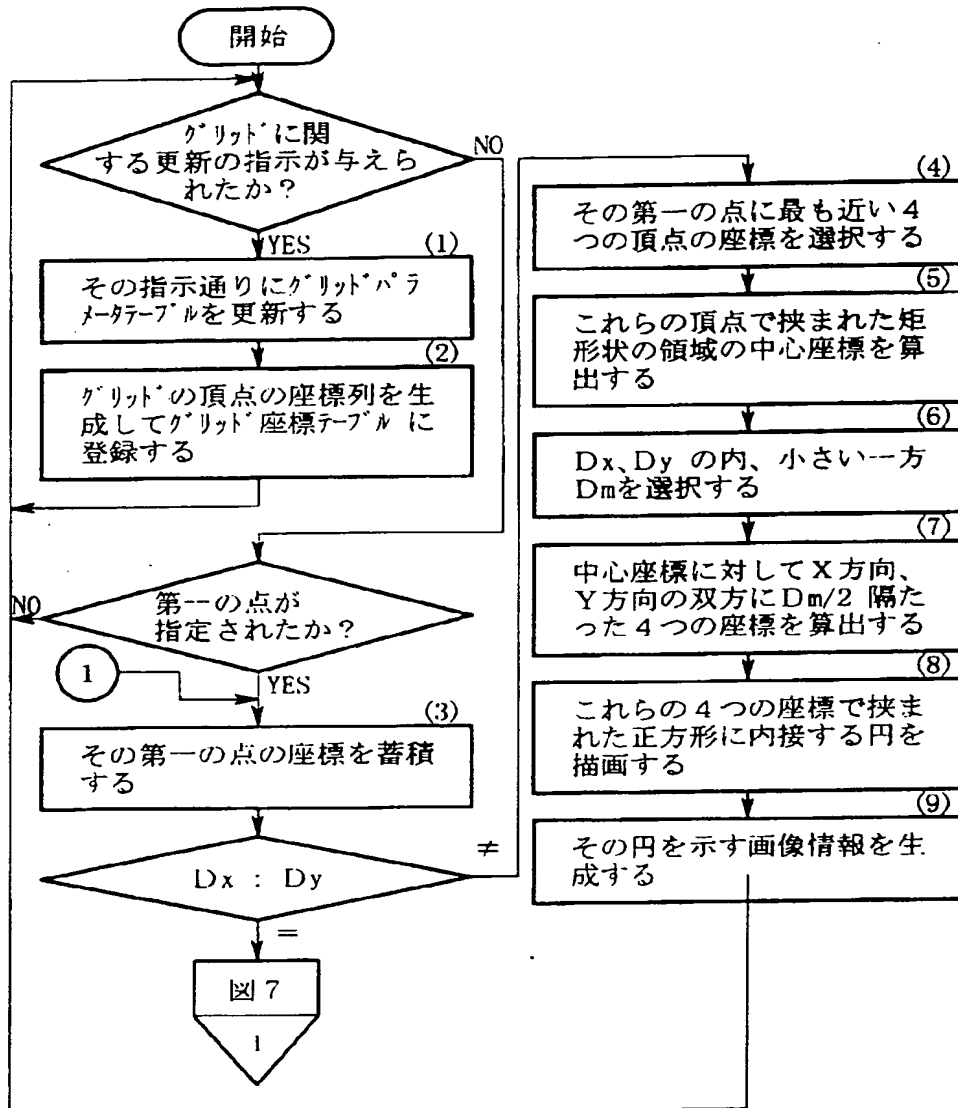 開始
グリッドに関
する更新の指示が与えら
れたか?
NO
YES
(1)
その指示通りにグリッドパラ
メータテーブルを更新する
(2)
グリッドの頂点の座標列を生
成してグリッド座標テーブルに
登録する
第一の点が
指定されたか?
NO
YES
1
(3)
その第一の点の座標を蓄積
する
Dx : Dy
≠
=
図7
1
(4)
その第一の点に最も近い4
つの頂点の座標を選択する
(5)
これらの頂点で挟まれた矩
形状の領域の中心座標を算
出する
(6)
Dx、Dy の内、小さい一方
Dmを選択する
(7)
中心座標に対してX方向、
Y方向の双方にDm/2 隔た
った4つの座標を算出する
(8)
これらの4つの座標で挟ま
れた正方形に内接する円を
描画する
(9)
その円を示す画像情報を生
成する